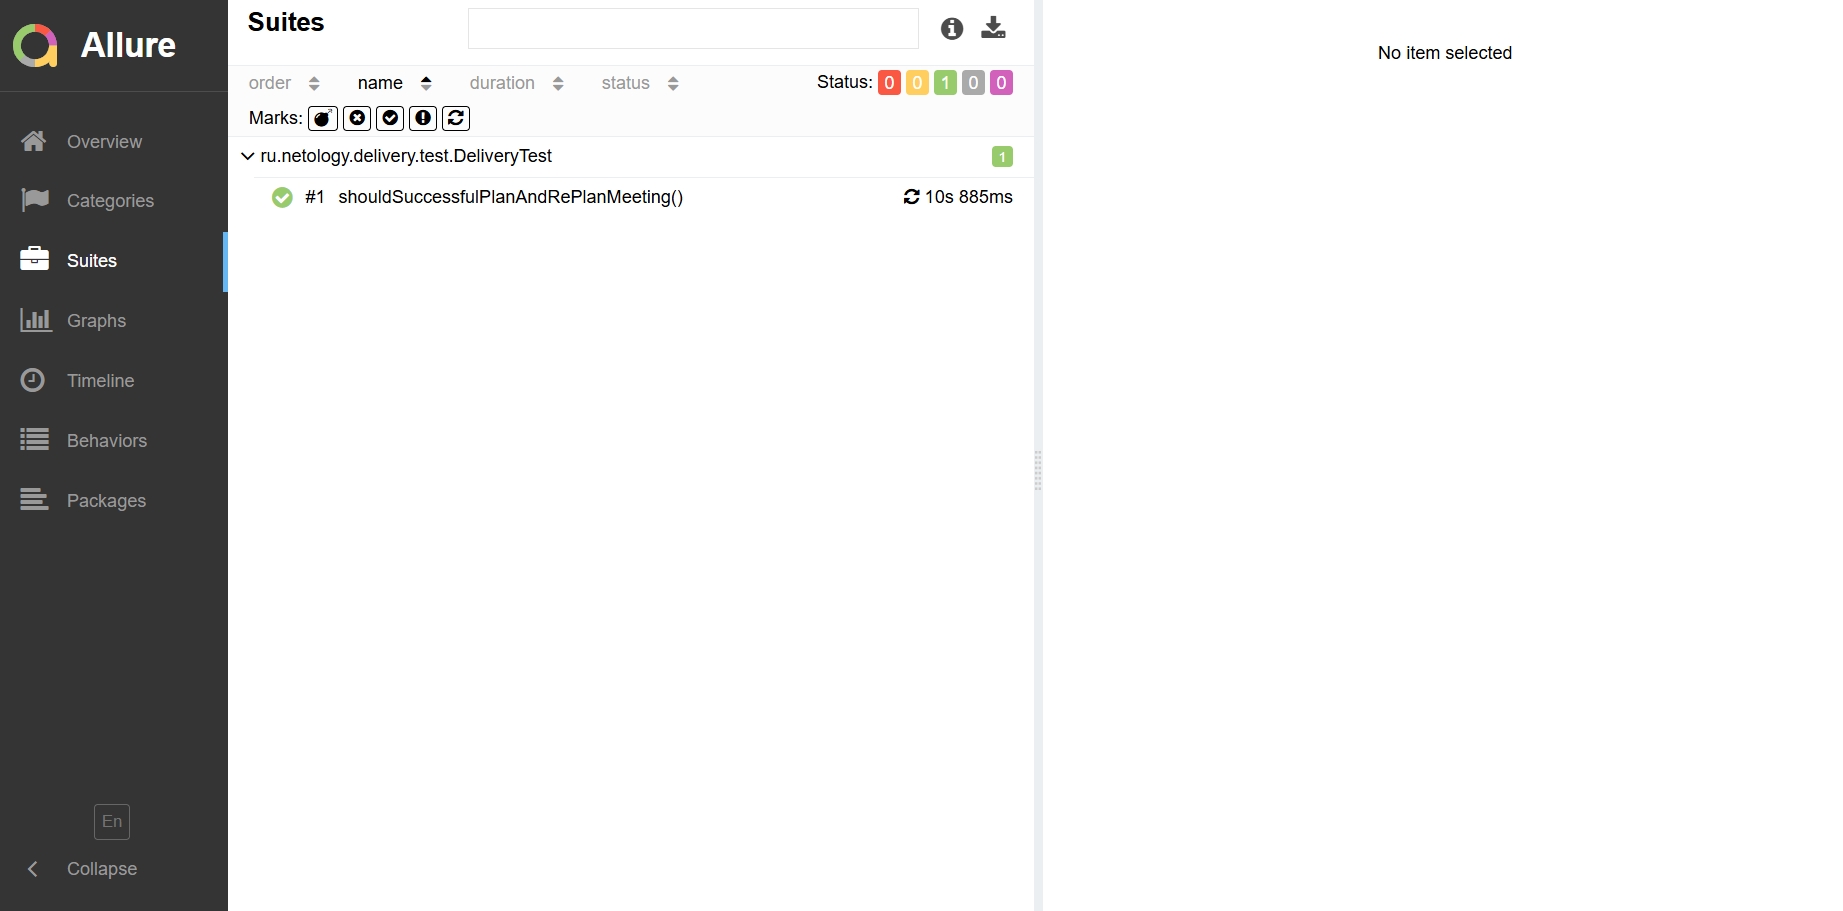 Allure
Overview
Categories
Suites
Graphs
Timeline
Behaviors
Packages
En
Collapse
Suites
order name duration status Status: 0 0 1 0 0
Marks:
ru.netology.delivery.test.DeliveryTest 1
#1 shouldSuccessfulPlanAndRePlanMeeting() 10s 885ms
No item selected